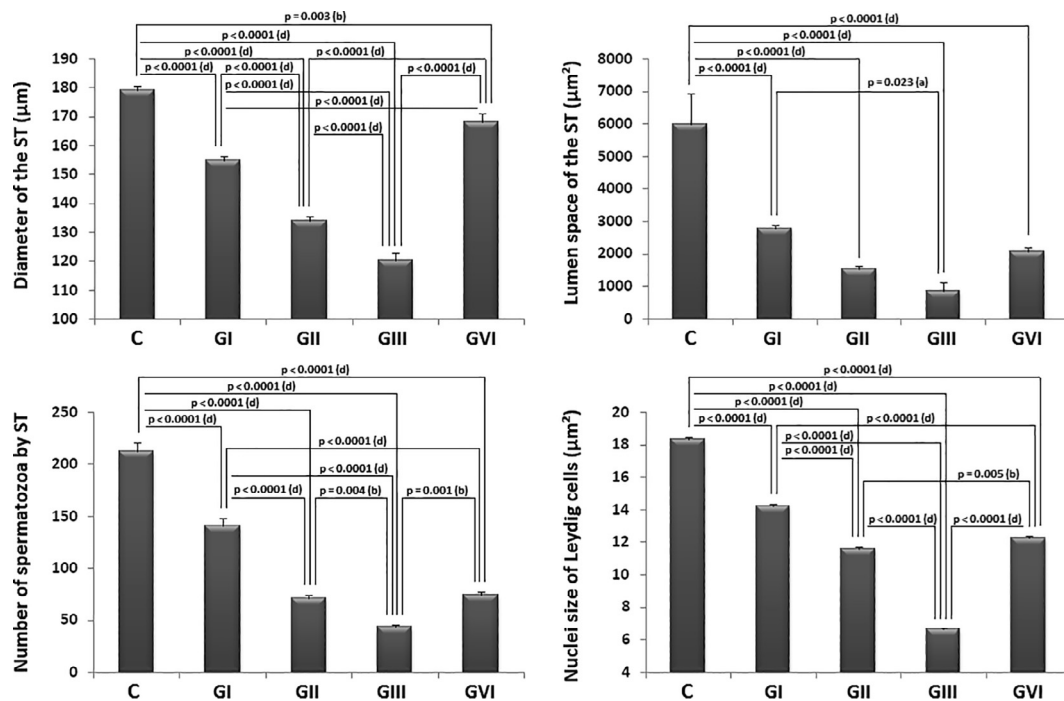 p = 0.003 (b)
p < 0.0001 (d)
p < 0.0001 (d) p < 0.0001 (d)
p < 0.0001 (d) p < 0.0001 (d) p < 0.0001 (d)
p < 0.0001 (d)
p < 0.0001 (d)
p < 0.0001 (d)
Diameter of the ST (µm)
190
180
170
160
150
140
130
120
110
100
C GI GII GIII GVI
p < 0.0001 (d)
p < 0.0001 (d)
p < 0.0001 (d)
p < 0.0001 (d)
p = 0.023 (a)
Lumen space of the ST (µm²)
8000
7000
6000
5000
4000
3000
2000
1000
0
C GI GII GIII GVI
p < 0.0001 (d)
p < 0.0001 (d)
p < 0.0001 (d)
p < 0.0001 (d)
p < 0.0001 (d)
p < 0.0001 (d)
p < 0.0001 (d) p = 0.004 (b) p = 0.001 (b)
Number of spermatozoa by ST
250
200
150
100
50
0
C GI GII GIII GVI
p < 0.0001 (d)
p < 0.0001 (d)
p < 0.0001 (d)
p < 0.0001 (d) p < 0.0001 (d)
p < 0.0001 (d)
p < 0.0001 (d)
p = 0.005 (b)
p < 0.0001 (d) p < 0.0001 (d)
Nuclei size of Leydig cells (µm²)
20
18
16
14
12
10
8
6
4
C GI GII GIII GVI